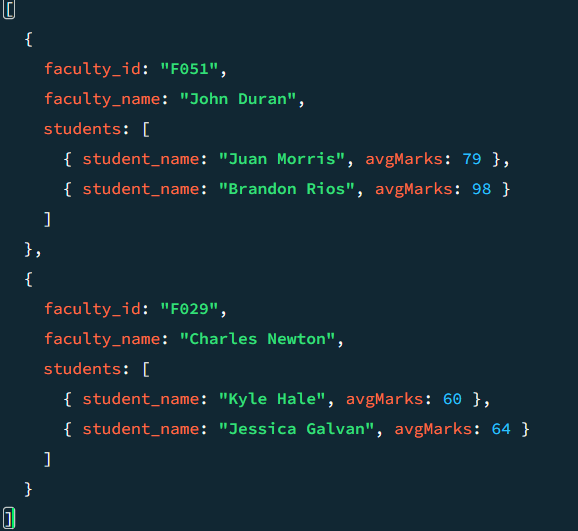 [
  {
    faculty_id: "F051",
    faculty_name: "John Duran",
    students: [
      { student_name: "Juan Morris", avgMarks: 79 },
      { student_name: "Brandon Rios", avgMarks: 98 }
    ]
  },
  {
    faculty_id: "F029",
    faculty_name: "Charles Newton",
    students: [
      { student_name: "Kyle Hale", avgMarks: 60 },
      { student_name: "Jessica Galvan", avgMarks: 64 }
    ]
  }
]